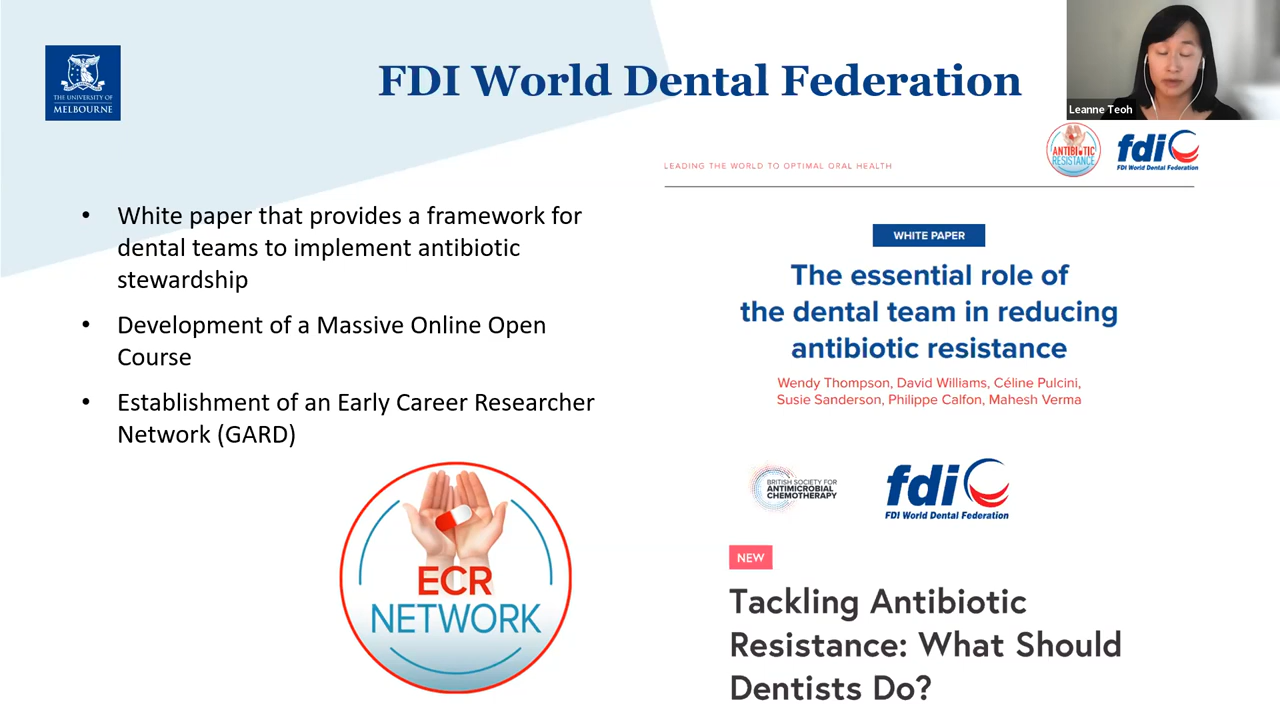 THE UNIVERSITY OF
MELBOURNE
FDI World Dental Federation
Leanne Teoh
LEADING THE WORLD TO OPTIMAL ORAL HEALTH
ANTIBIOTIC
RESISTANCE
fdi
FDI World Dental Federation
• White paper that provides a framework for
dental teams to implement antibiotic
stewardship
• Development of a Massive Online Open
Course
• Establishment of an Early Career Researcher
Network (GARD)
ECR
NETWORK
WHITE PAPER
The essential role of
the dental team in reducing
antibiotic resistance
Wendy Thompson, David Williams, Céline Pulcini,
Susie Sanderson, Philippe Calfon, Mahesh Verma
BRITISH SOCIETY FOR
ANTIMICROBIAL
CHEMOTHERAPY
fdi
FDI World Dental Federation
NEW
Tackling Antibiotic
Resistance: What Should
Dentists Do?